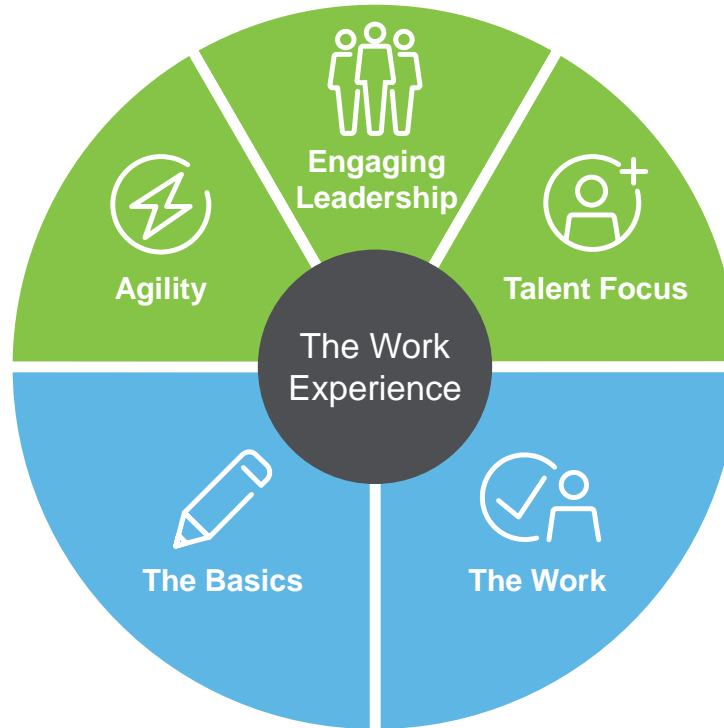 Engaging
Leadership
Agility
Talent Focus
The Work
Experience
The Basics
The Work